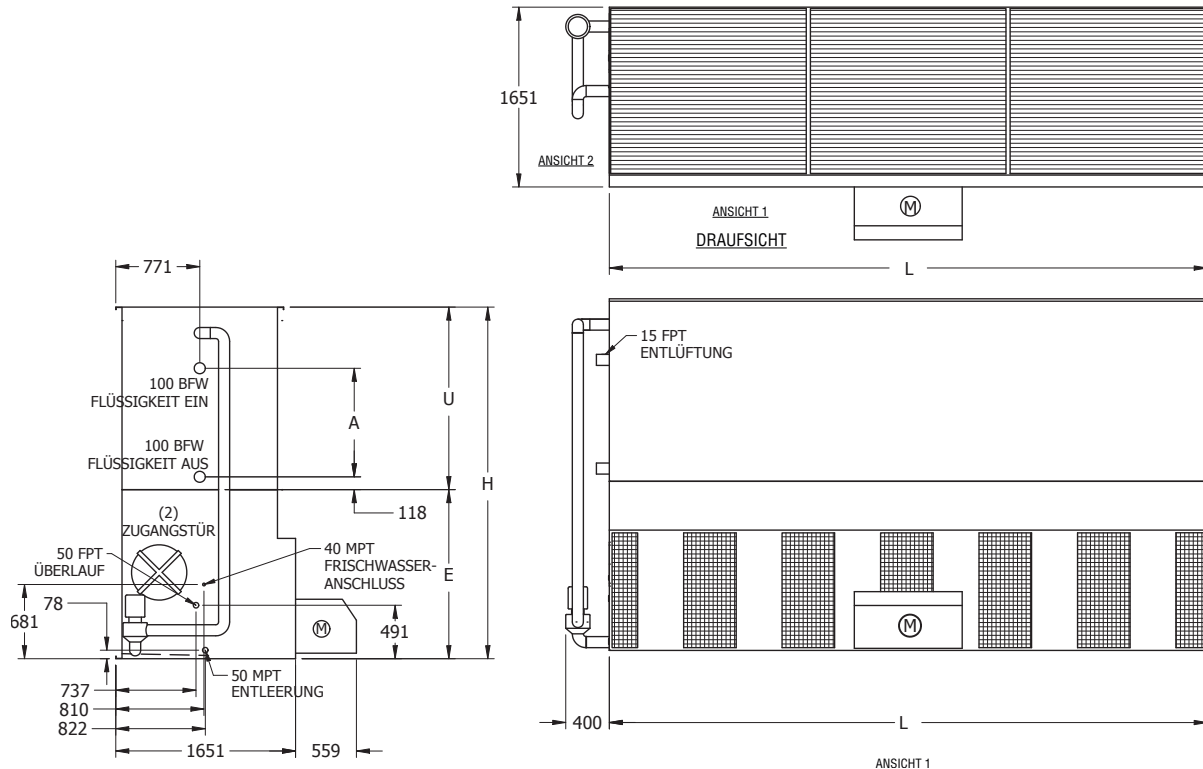 1651
ANSICHT 2
M
ANSICHT 1
DRAUFSICHT
L
771
100 BFW
FLÜSSIGKEIT EIN
100 BFW
FLÜSSIGKEIT AUS
A
U
H
118
(2)
ZUGANGSTÜR
50 FPT
ÜBERLAUF
40 MPT
FRISCHWASSER-
ANSCHLUSS
E
78
681
491
M
50 MPT
ENTLEERUNG
737
810
822
1651
559
15 FPT
ENTLÜFTUNG
M
400
L
ANSICHT 1